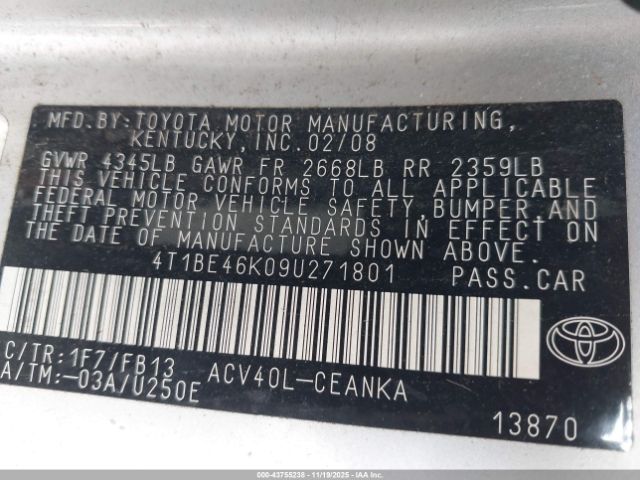 MFD. BY: TOYOTA MOTOR MANUFACTURING,
KENTUCKY, INC. 02/08
GVWR 4345LB GAWR FR 2668LB RR 2359LB
THIS VEHICLE CONFORMS TO ALL APPLICABLE
FEDERAL MOTOR VEHICLE SAFETY, BUMPER, AND
THEFT PREVENTION STANDARDS IN EFFECT ON
THE DATE OF MANUFACTURE SHOWN ABOVE.
4T1BE46K09U271801 PASS.CAR
C/TR:1F7/FB13
A/TM:-03A/U250E ACV40L-CEANKA
TOYOTA
13870
000-43755238 - 11/19/2025 - IAAI.CA